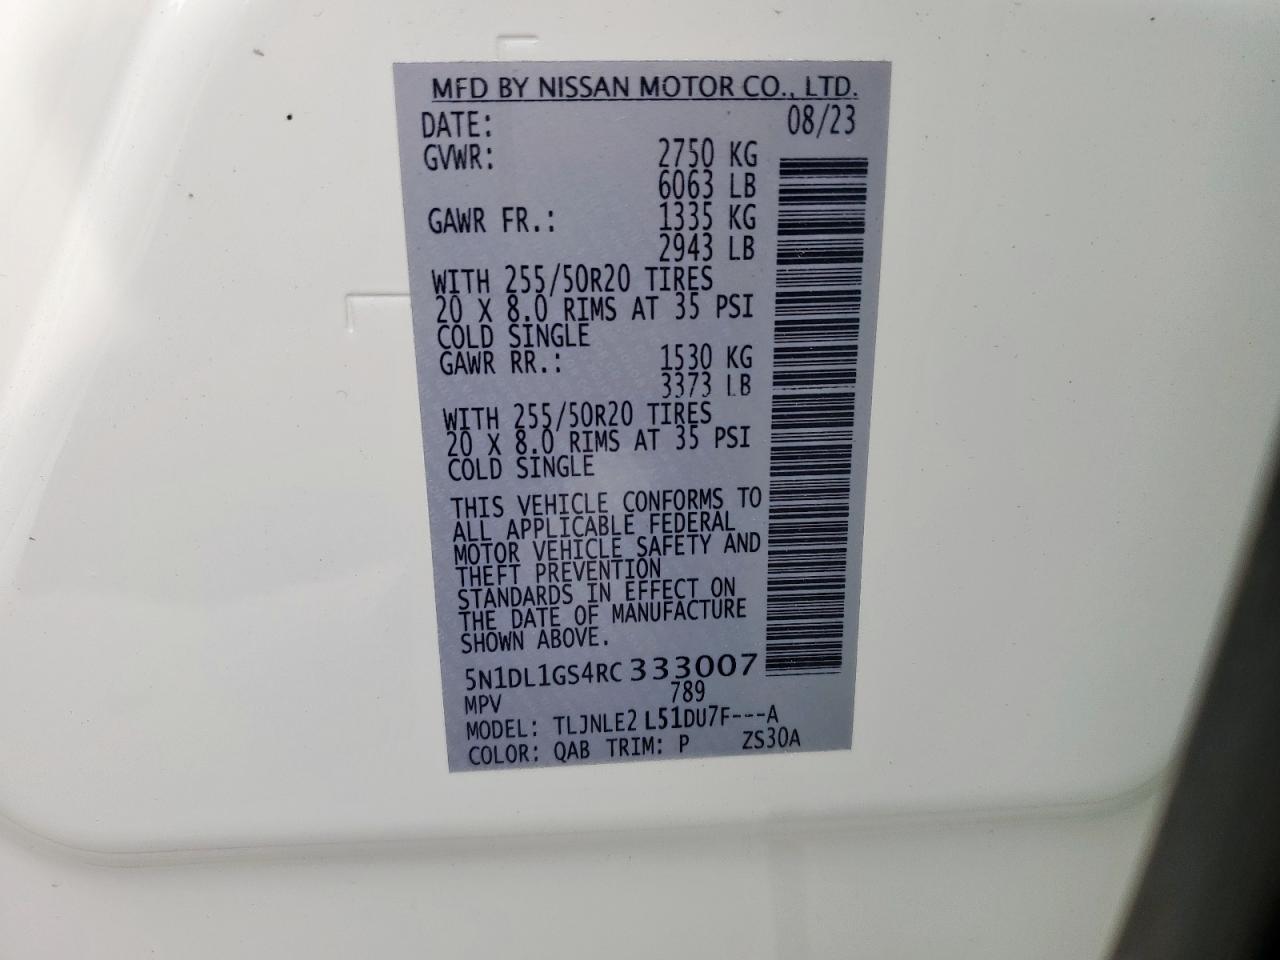 MFD BY NISSAN MOTOR CO., LTD.
DATE: 08/23
GVWR: 2750 KG
6063 LB
GAWR FR.: 1335 KG
2943 LB
WITH 255/50R20 TIRES
20 X 8.0 RIMS AT 35 PSI
COLD SINGLE
GAWR RR.: 1530 KG
3373 LB
WITH 255/50R20 TIRES
20 X 8.0 RIMS AT 35 PSI
COLD SINGLE
THIS VEHICLE CONFORMS TO
ALL APPLICABLE FEDERAL
MOTOR VEHICLE SAFETY AND
THEFT PREVENTION
STANDARDS IN EFFECT ON
THE DATE OF MANUFACTURE
SHOWN ABOVE.
5N1DL1GS4RC333007
MPV 789
MODEL: TLJNLE2 L51DU7F---A
COLOR: QAB TRIM: P ZS30A